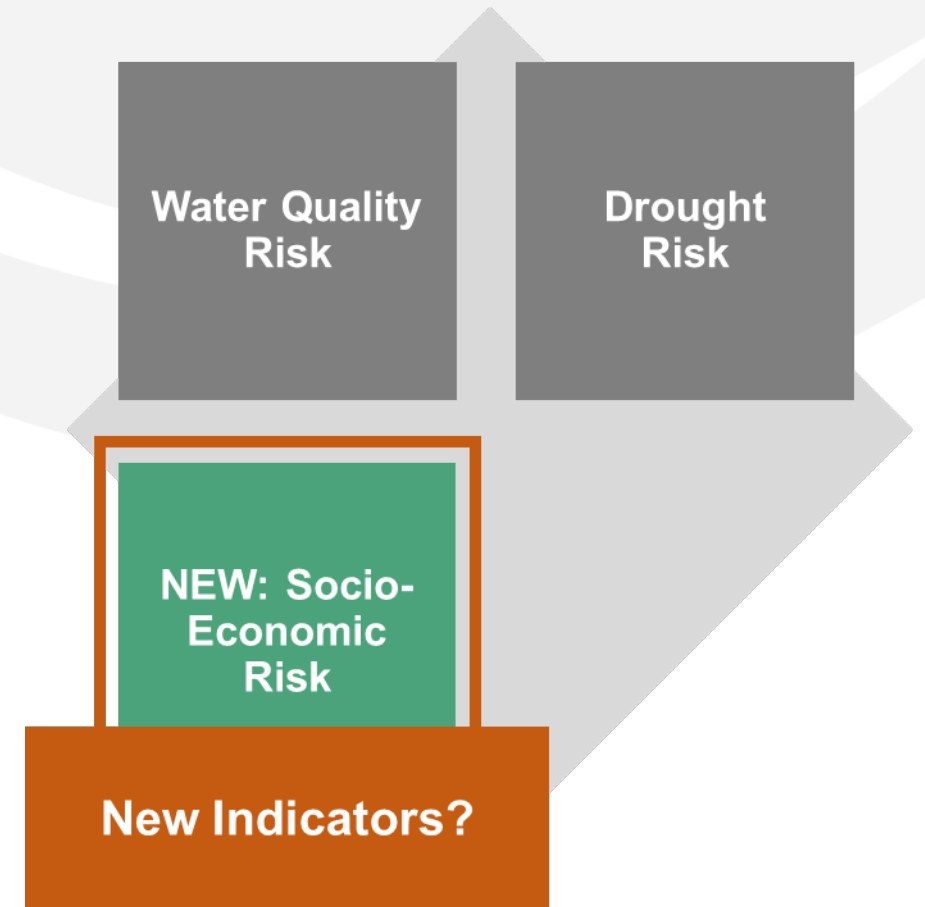 Water Quality
Risk
Drought
Risk
NEW: Socio-
Economic
Risk
New Indicators?